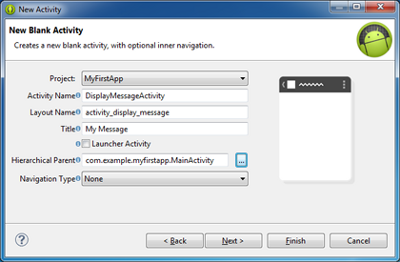 New Activity
New Blank Activity
Creates a new blank activity, with optional inner navigation.
Project: MyFirstApp
Activity Name DisplayMessageActivity
Layout Name activity_display_message
Title My Message
Launcher Activity
Hierarchical Parent com.example.myfirstapp.MainActivity ...
Navigation Type None
? < Back Next > Finish Cancel